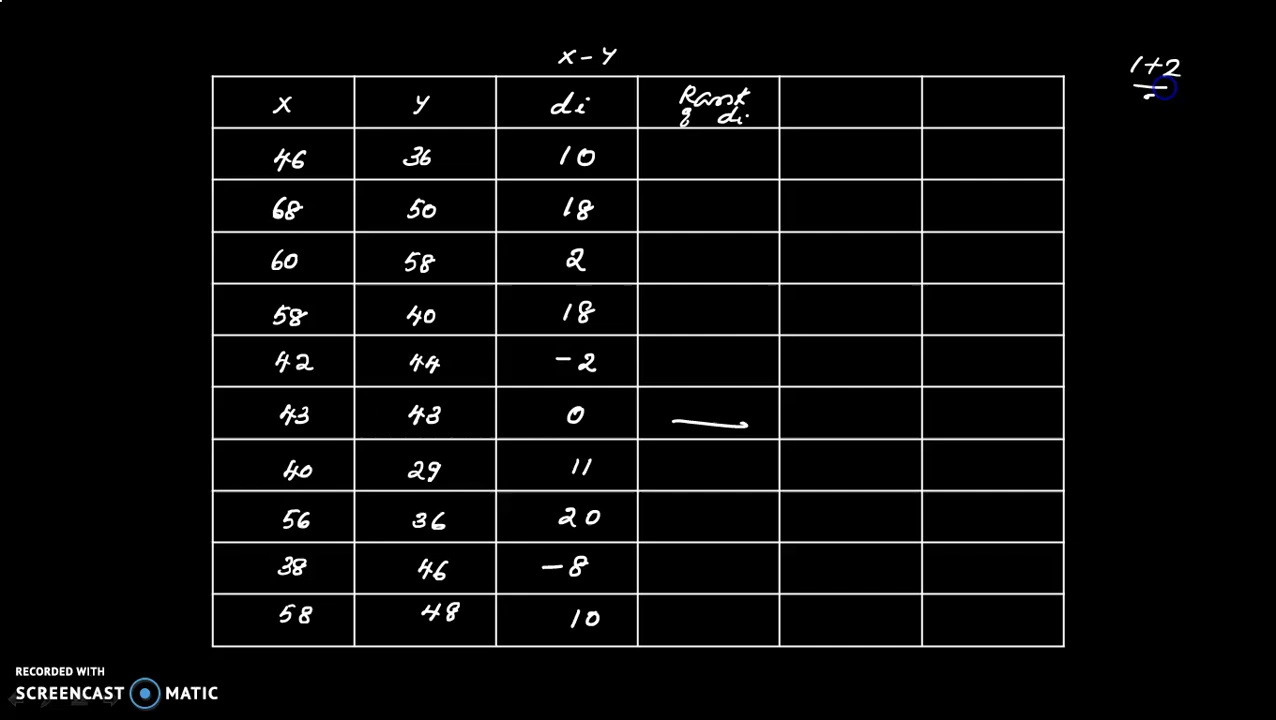 X - Y
1+2
X Y di Rank of di
46 36 10
68 50 18
60 58 2
58 40 18
42 44 -2
43 43 0
40 29 11
56 36 20
38 46 -8
58 48 10
RECORDED WITH
SCREENCAST MATIC